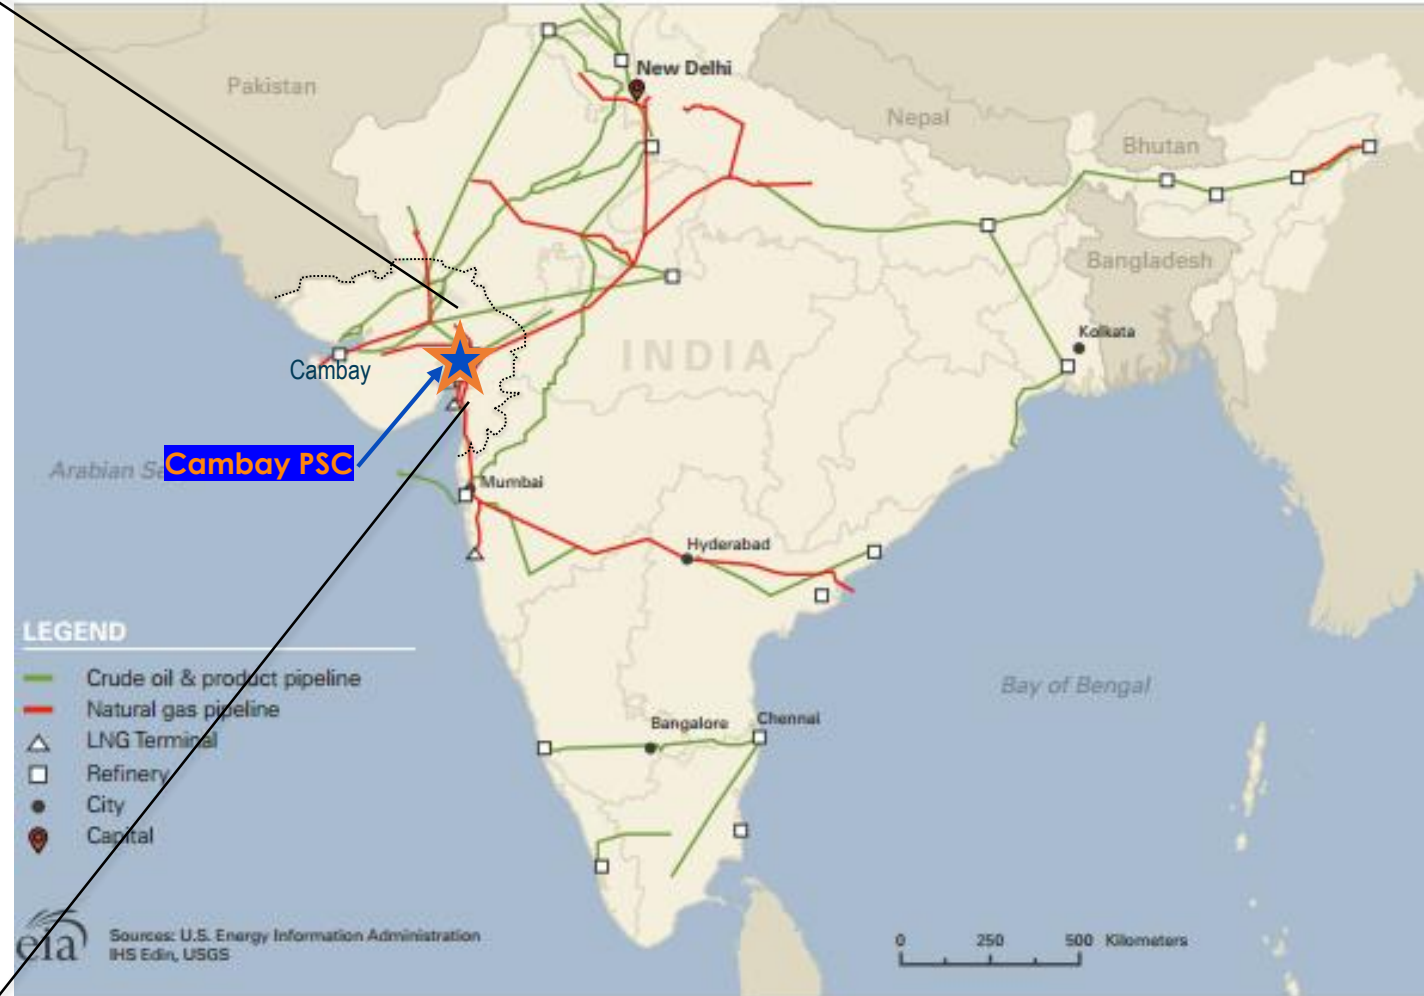 Pakistan
New Delhi
Nepal
Bhutan
Bangladesh
Kolkata
INDIA
Cambay
Cambay PSC
Arabian Se
Mumbai
Hyderabad
LEGEND
Crude oil & product pipeline
Natural gas pipeline
LNG Terminal
Refinery
City
Capital
Bay of Bengal
Bangalore
Chennai
eia
Sources: U.S. Energy Information Administration
IHS Edin, USGS
0 250 500 Kilometers